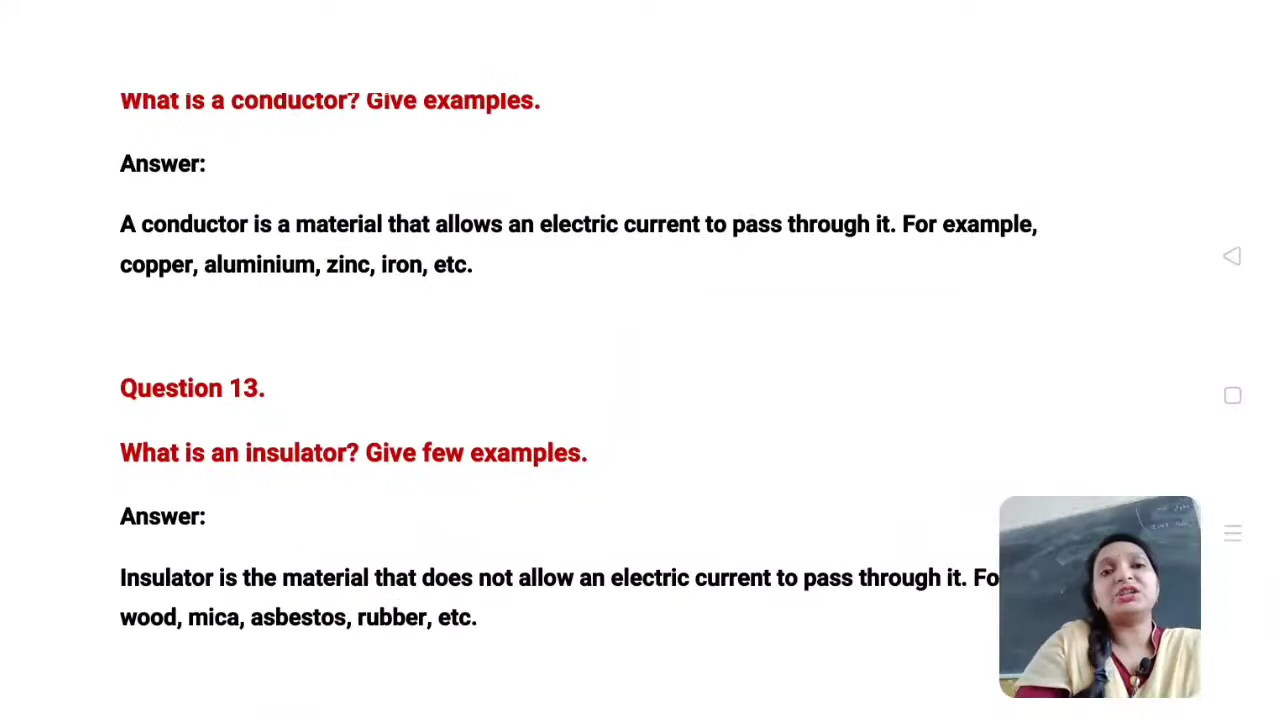 What is a conductor? Give examples.
Answer:
A conductor is a material that allows an electric current to pass through it. For example,
copper, aluminium, zinc, iron, etc.
Question 13.
What is an insulator? Give few examples.
Answer:
Insulator is the material that does not allow an electric current to pass through it. Fo
wood, mica, asbestos, rubber, etc.